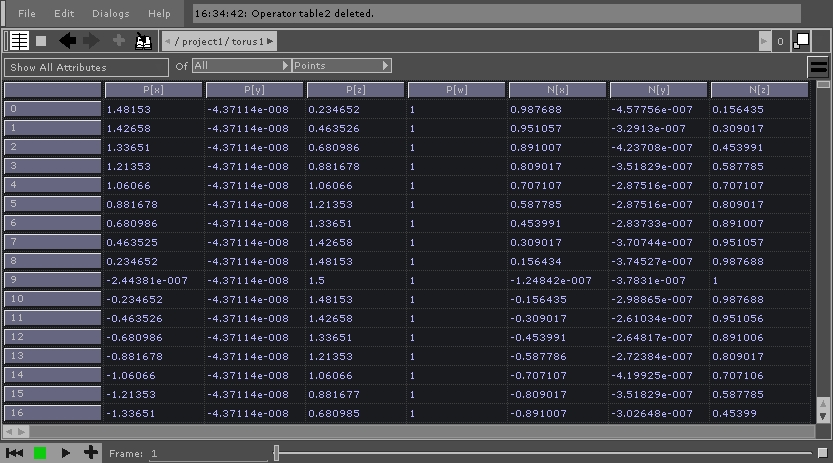 File Edit Dialogs Help 16:34:42: Operator table2 deleted.
/ project1 / torus1 0
Show All Attributes Of All Points
P[x] P[y] P[z] P[w] N[x] N[y] N[z]
0 1.48153 -4.37114e-008 0.234652 1 0.987688 -4.57756e-007 0.156435
1 1.42658 -4.37114e-008 0.463526 1 0.951057 -3.2913e-007 0.309017
2 1.33651 -4.37114e-008 0.680986 1 0.891007 -4.23708e-007 0.453991
3 1.21353 -4.37114e-008 0.881678 1 0.809017 -3.51829e-007 0.587785
4 1.06066 -4.37114e-008 1.06066 1 0.707107 -2.87516e-007 0.707107
5 0.881678 -4.37114e-008 1.21353 1 0.587785 -2.87516e-007 0.809017
6 0.680986 -4.37114e-008 1.33651 1 0.453991 -2.83733e-007 0.891007
7 0.463525 -4.37114e-008 1.42658 1 0.309017 -3.70744e-007 0.951057
8 0.234652 -4.37114e-008 1.48153 1 0.156434 -3.74527e-007 0.987688
9 -2.44381e-007 -4.37114e-008 1.5 1 -1.24842e-007 -3.7831e-007 1
10 -0.234652 -4.37114e-008 1.48153 1 -0.156435 -2.98865e-007 0.987688
11 -0.463526 -4.37114e-008 1.42658 1 -0.309017 -2.61034e-007 0.951056
12 -0.680986 -4.37114e-008 1.33651 1 -0.453991 -2.64817e-007 0.891006
13 -0.881678 -4.37114e-008 1.21353 1 -0.587786 -2.72384e-007 0.809017
14 -1.06066 -4.37114e-008 1.06066 1 -0.707107 -4.19925e-007 0.707106
15 -1.21353 -4.37114e-008 0.881677 1 -0.809017 -3.51829e-007 0.587785
16 -1.33651 -4.37114e-008 0.680985 1 -0.891007 -3.02648e-007 0.45399
Frame: 1